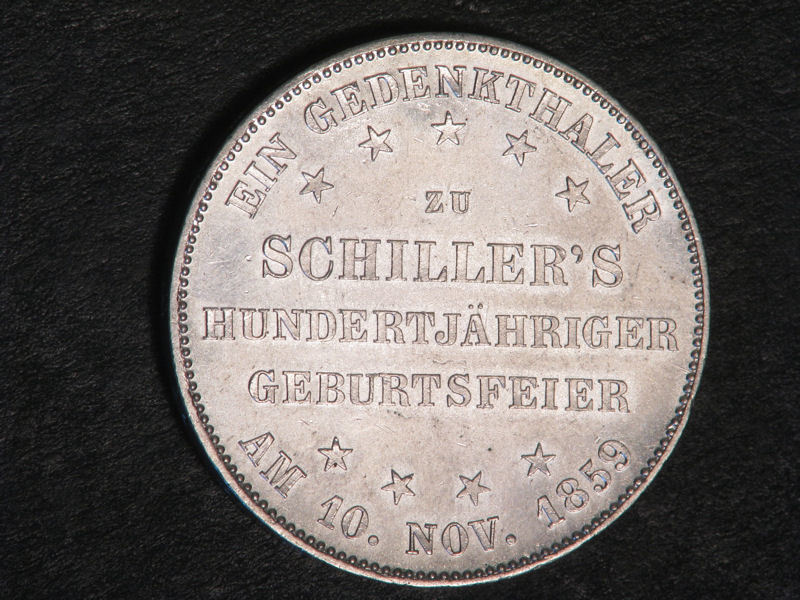 EIN GEDENKTHALER
ZU
SCHILLER'S
HUNDERTJÄHRIGER
GEBURTSFEIER
AM 10. NOV. 1859